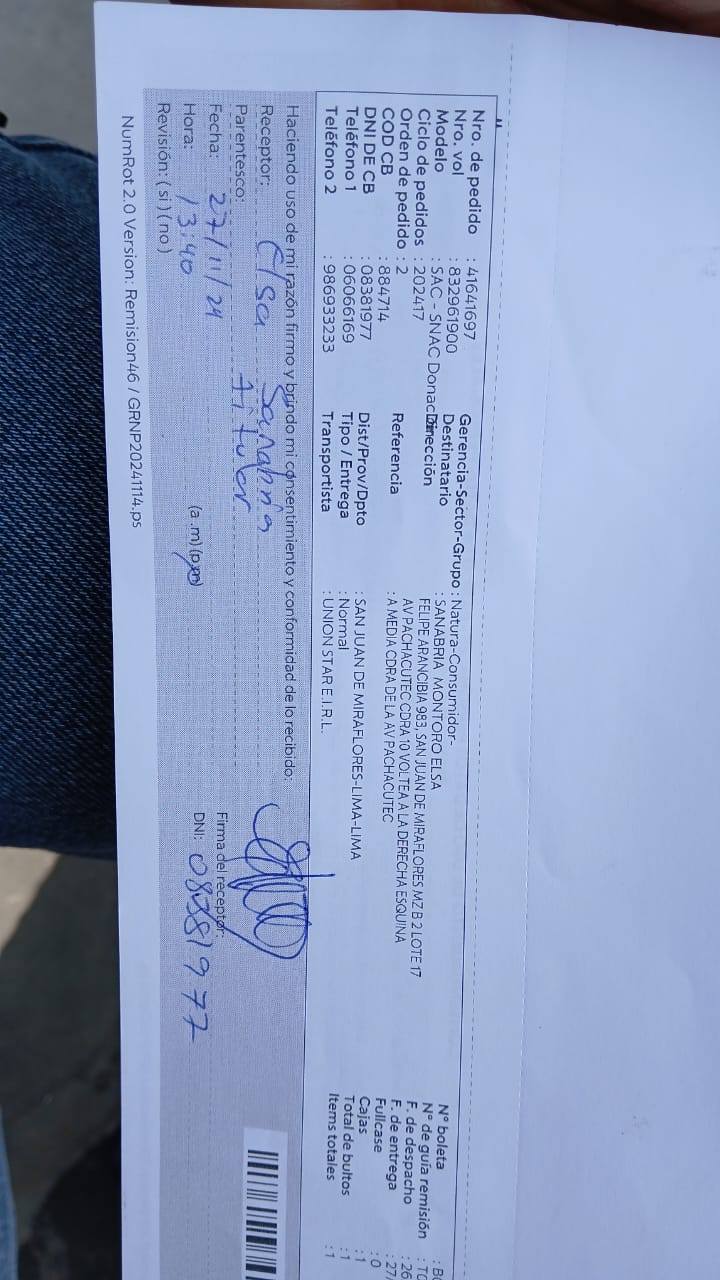 Nro. de pedido : 41641697
Nro. vol : 832961900
Modelo : SAC - SNAC Donac
Ciclo de pedidos : 202417
Orden de pedido : 2
COD CB : 884714
DNI DE CB : 08381977
Teléfono 1 : 06066169
Teléfono 2 : 986933233
Gerencia-Sector-Grupo : Natura-Consumidor-
Destinatario : SANABRIA MONTORO ELSA
Dirección FELIPE ARANCIBIA 983, SAN JUAN DE MIRAFLORES MZ B 2 LOTE 17
AV PACHACUTEC CDRA 10 VOLTEA A LA DERECHA ESQUINA
Referencia : A MEDIA CDRA DE LA AV PACHACUTEC
Dist/Prov/Dpto : SAN JUAN DE MIRAFLORES-LIMA-LIMA
Tipo / Entrega : Normal
Transportista : UNION STAR E.I.R.L.
N° boleta :
N° de guía remisión :
F. de despacho : 26
F. de entrega : 27/
Fullcase : 0
Cajas : 1
Total de bultos : 1
Items totales : 1
Haciendo uso de mi razón firmo y brindo mi consentimiento y conformidad de lo recibido:
Receptor: Elsa Sanabria
Parentesco: titular
Fecha: 27/11/24
Hora: 13:40 (a .m) (p.m)
Revisión: ( si ) ( no )
Firma del receptor:
DNI: 08381977
NumRot 2.0 Version: Remision46 / GRNP20241114.ps